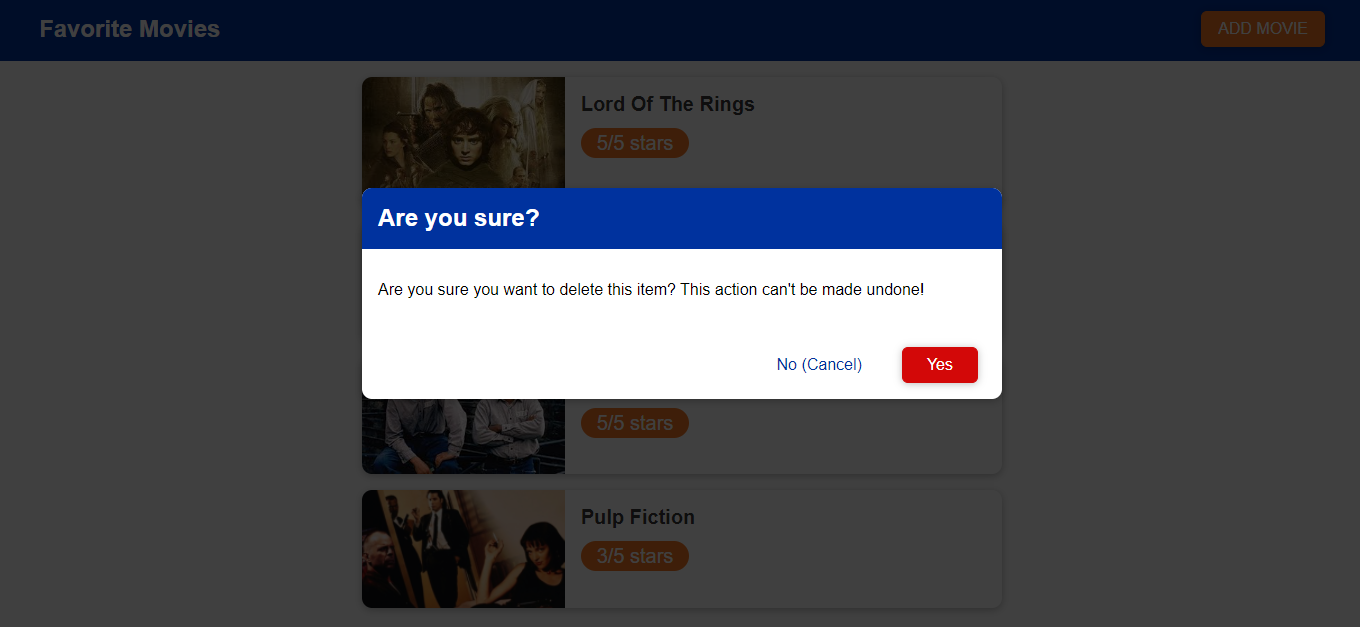 Favorite Movies
ADD MOVIE
Lord Of The Rings
5/5 stars
Are you sure?
Are you sure you want to delete this item? This action can't be made undone!
No (Cancel)
Yes
5/5 stars
Pulp Fiction
3/5 stars